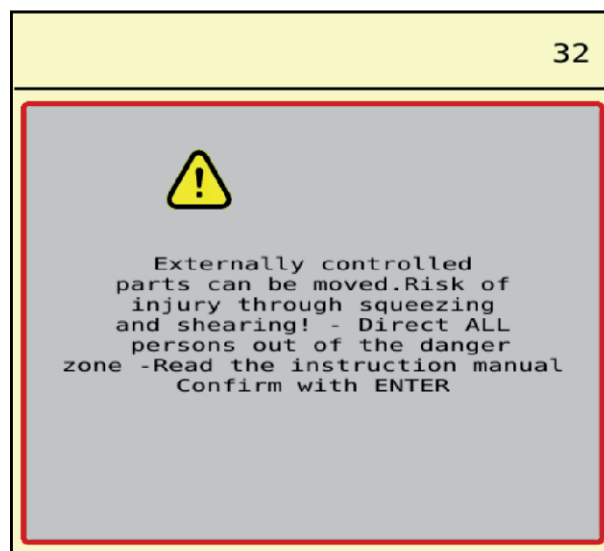 32
Externally controlled
parts can be moved.Risk of
injury through squeezing
and shearing! - Direct ALL
persons out of the danger
zone -Read the instruction manual
Confirm with ENTER